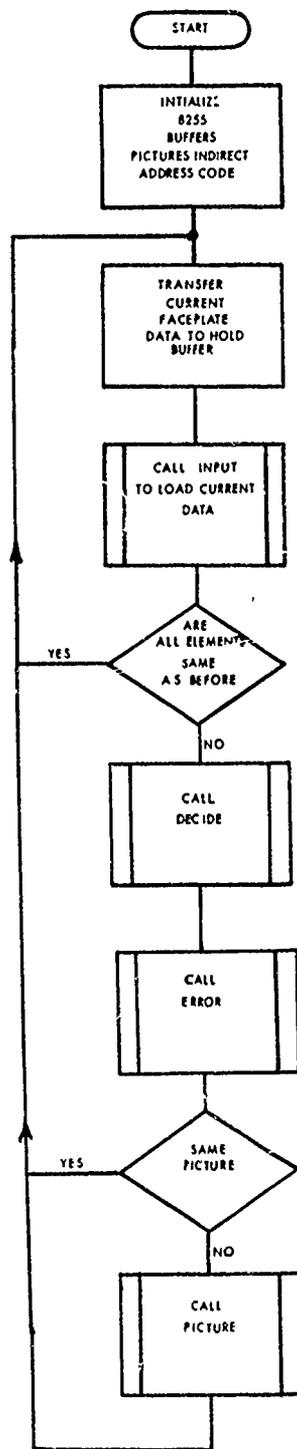 START
INTIALIZE
8255
BUFFERS
PICTURES INDIRECT
ADDRESS CODE
TRANSFER
CURRENT
FACEPLATE
DATA TO HOLD
BUFFER
CALL INPUT
TO LOAD CURRENT
DATA
ARE
ALL ELEMENTS
SAME
AS BEFORE
YES
NO
CALL
DECIDE
CALL
ERROR
SAME
PICTURE
YES
NO
CALL
PICTURE